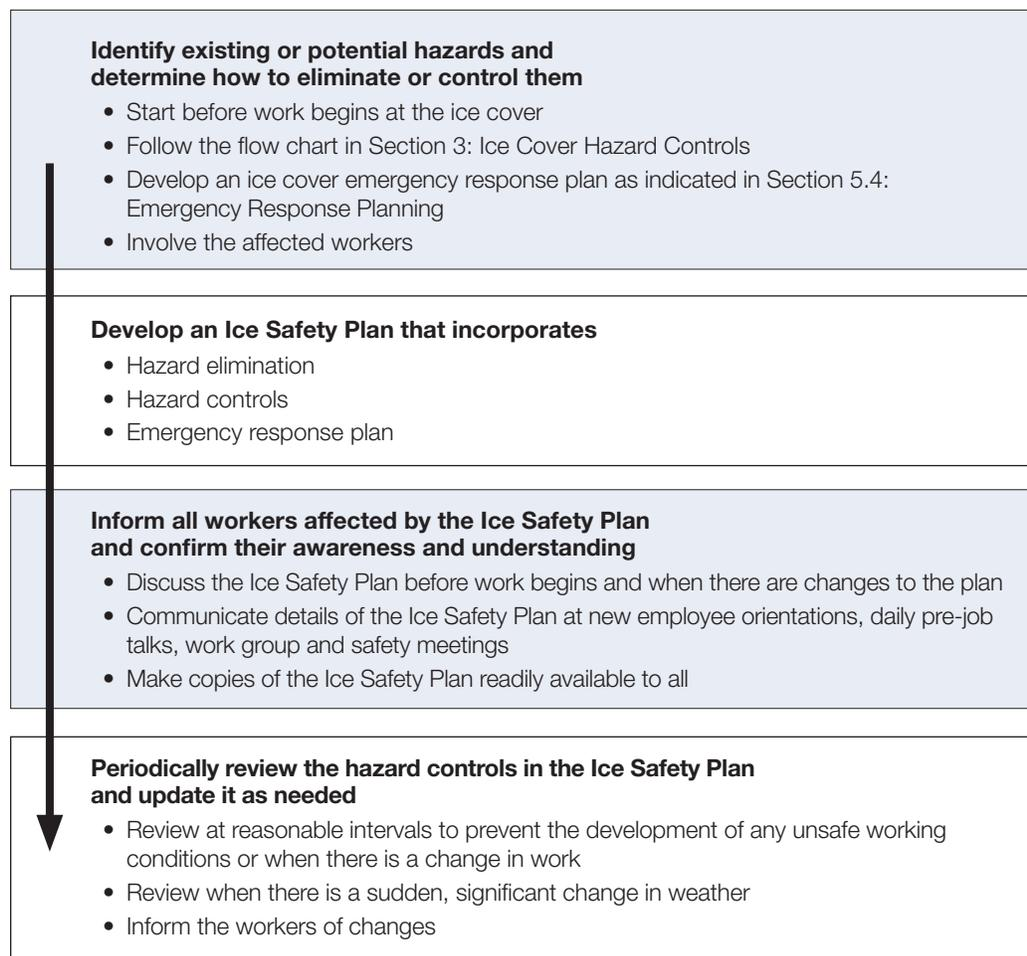 Identify existing or potential hazards and
determine how to eliminate or control them
• Start before work begins at the ice cover
• Follow the flow chart in Section 3: Ice Cover Hazard Controls
• Develop an ice cover emergency response plan as indicated in Section 5.4:
Emergency Response Planning
• Involve the affected workers
Develop an Ice Safety Plan that incorporates
• Hazard elimination
• Hazard controls
• Emergency response plan
Inform all workers affected by the Ice Safety Plan
and confirm their awareness and understanding
• Discuss the Ice Safety Plan before work begins and when there are changes to the plan
• Communicate details of the Ice Safety Plan at new employee orientations, daily pre-job
talks, work group and safety meetings
• Make copies of the Ice Safety Plan readily available to all
Periodically review the hazard controls in the Ice Safety Plan
and update it as needed
• Review at reasonable intervals to prevent the development of any unsafe working
conditions or when there is a change in work
• Review when there is a sudden, significant change in weather
• Inform the workers of changes